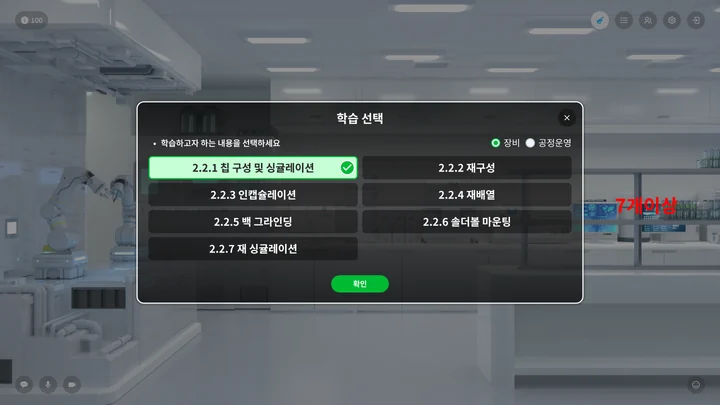 100
학습 선택
• 학습하고자 하는 내용을 선택하세요
장비 공정운영
2.2.1 칩 구성 및 싱귤레이션
2.2.2 재구성
2.2.3 인캡슐레이션
2.2.4 재배열
2.2.5 백 그라인딩
2.2.6 솔더볼 마운팅
2.2.7 재 싱귤레이션
7개이상
확인